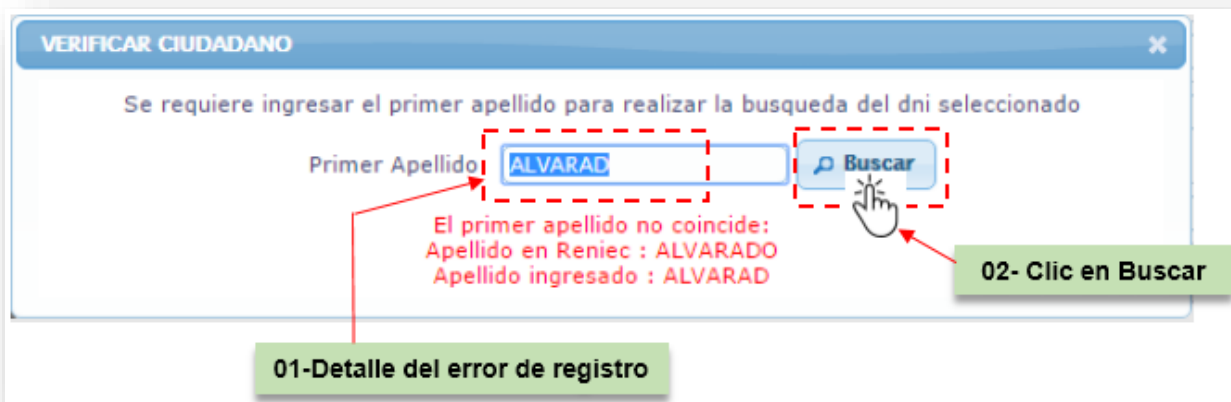 VERIFICAR CIUDADANO
Se requiere ingresar el primer apellido para realizar la busqueda del dni seleccionado
Primer Apellido ALVARAD Buscar
El primer apellido no coincide:
Apellido en Reniec : ALVARADO
Apellido ingresado : ALVARAD
02- Clic en Buscar
01-Detalle del error de registro